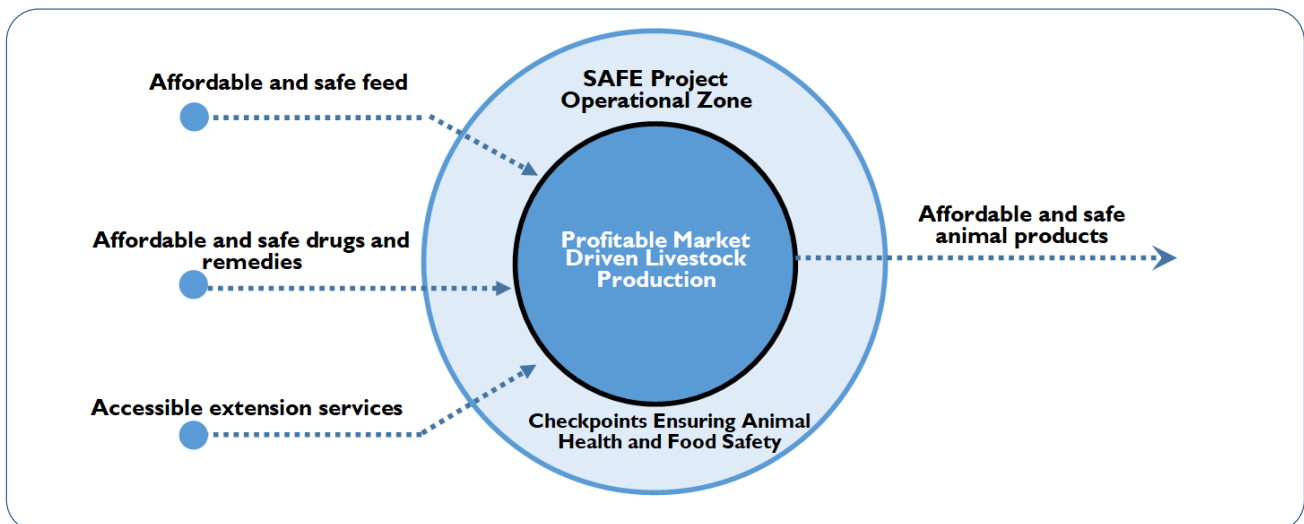 Affordable and safe feed
SAFE Project
Operational Zone
Affordable and safe drugs and
remedies
Profitable Market
Driven Livestock
Production
Affordable and safe
animal products
Accessible extension services
Checkpoints Ensuring Animal
Health and Food Safety